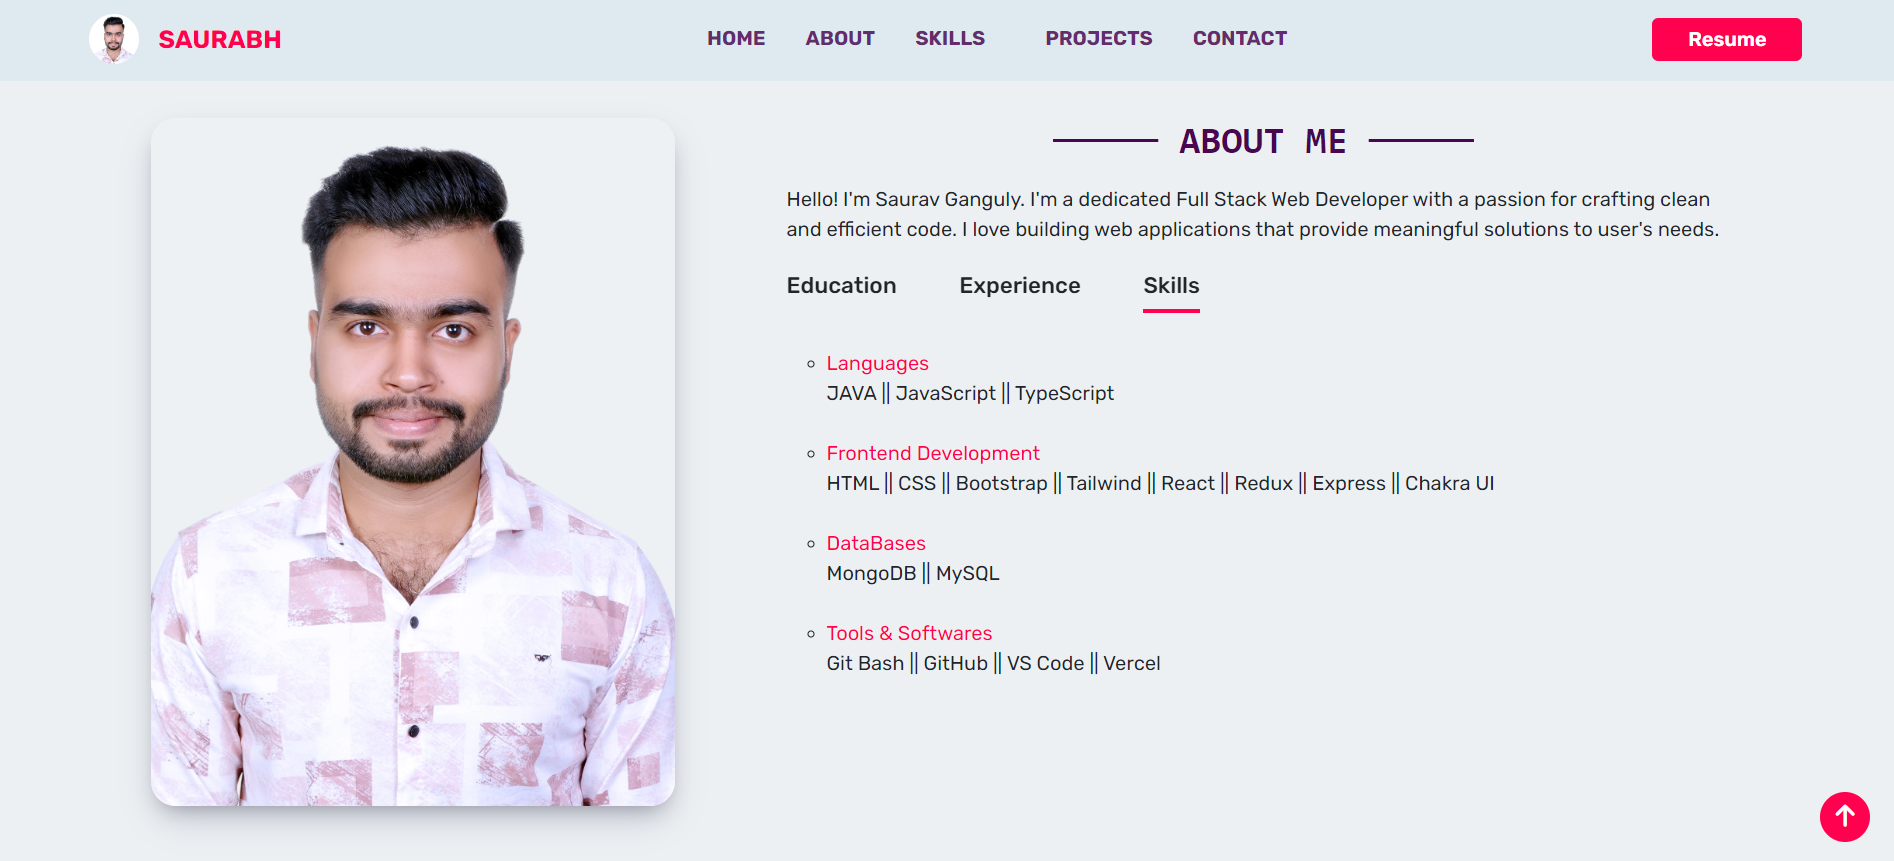 SAURABH
HOME ABOUT SKILLS PROJECTS CONTACT
Resume
ABOUT ME
Hello! I'm Saurav Ganguly. I'm a dedicated Full Stack Web Developer with a passion for crafting clean
and efficient code. I love building web applications that provide meaningful solutions to user's needs.
Education Experience Skills
Languages
JAVA || JavaScript || TypeScript
Frontend Development
HTML || CSS || Bootstrap || Tailwind || React || Redux || Express || Chakra UI
DataBases
MongoDB || MySQL
Tools & Softwares
Git Bash || GitHub || VS Code || Vercel